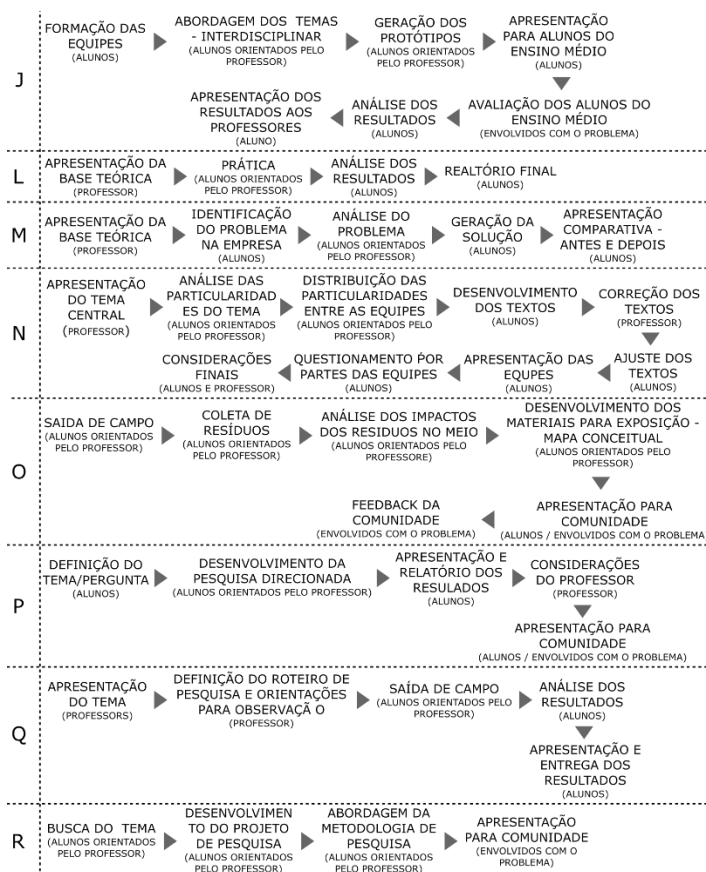 J
FORMAÇÃO DAS
EQUIPES
(ALUNOS)
ABORDAGEM DOS TEMAS
- INTERDISCIPLINAR
(ALUNOS ORIENTADOS PELO
PROFESSOR)
GERAÇÃO DOS
PROTÓTIPOS
(ALUNOS ORIENTADOS
PELO PROFESSOR)
APRESENTAÇÃO
PARA ALUNOS DO
ENSINO MÉDIO
(ALUNOS)
AVALIAÇÃO DOS ALUNOS DO
ENSINO MÉDIO
(ENVOLVIDOS COM O PROBLEMA)
ANÁLISE DOS
RESULTADOS
(ALUNOS)
APRESENTAÇÃO DOS
RESULTADOS AOS
PROFESSORES
(ALUNO)
L
APRESENTAÇÃO DA
BASE TEÓRICA
(PROFESSOR)
PRÁTICA
(ALUNOS ORIENTADOS
PELO PROFESSOR)
ANÁLISE DOS
RESULTADOS
(ALUNOS)
REALTÓRIO FINAL
(ALUNOS)
M
APRESENTAÇÃO DA
BASE TEÓRICA
(PROFESSOR)
IDENTIFICAÇÃO
DO PROBLEMA
NA EMPRESA
(ALUNOS)
ANÁLISE DO
PROBLEMA
(ALUNOS ORIENTADOS
PELO PROFESSOR)
GERAÇÃO DA
SOLUÇÃO
(ALUNOS)
APRESENTAÇÃO
COMPARATIVA -
ANTES E DEPOIS
(ALUNOS)
N
APRESENTAÇÃO
DO TEMA
CENTRAL
(PROFESSOR)
ANÁLISE DAS
PARTICULARIDAD
ES DO TEMA
(ALUNOS ORIENTADOS
PELO PROFESSOR)
DISTRIBUIÇÃO DAS
PARTICULARIDADES
ENTRE AS EQUIPES
(ALUNOS ORIENTADOS PELO
PROFESSOR)
DESENVOLVIMENTO
DOS TEXTOS
(ALUNOS)
CORREÇÃO DOS
TEXTOS
(PROFESSOR)
AJUSTE DOS
TEXTOS
(ALUNOS)
APRESENTAÇÃO DAS
EQUPES
(ALUNOS)
QUESTIONAMENTO POR
PARTES DAS EQUIPES
(ALUNOS)
CONSIDERAÇÕES
FINAIS
(ALUNOS E PROFESSOR)
O
SAIDA DE CAMPO
(ALUNOS ORIENTADOS
PELO PROFESSOR)
COLETA DE
RESÍDUOS
(ALUNOS ORIENTADOS
PELO PROFESSOR)
ANÁLISE DOS IMPACTOS
DOS RESIDUOS NO MEIO
(ALUNOS ORIENTADOS PELO
PROFESSORE)
DESENVOLVIMENTO DOS
MATERIAIS PARA EXPOSIÇÃO -
MAPA CONCEITUAL
(ALUNOS ORIENTADOS PELO
PROFESSOR)
APRESENTAÇÃO PARA
COMUNIDADE
(ALUNOS / ENVOLVIDOS COM O PROBLEMA
FEEDBACK DA
COMUNIDADE
(ENVOLVIDOS COM O PROBLEMA)
P
DEFINIÇÃO DO
TEMA/PERGUNTA
(ALUNOS)
DESENVOLVIMENTO DA
PESQUISA DIRECIONADA
(ALUNOS ORIENTADOS PELO PROFESSOR)
APRESENTAÇÃO E
RELATÓRIO DOS
RESULADOS
(ALUNOS)
CONSIDERAÇÕES
DO PROFESSOR
(PROFESSOR)
APRESENTAÇÃO PARA
COMUNIDADE
(ALUNOS / ENVOLVIDOS COM O PROBLEMA)
Q
APRESENTAÇÃO
DO TEMA
(PROFESSORS)
DEFINIÇÃO DO ROTEIRO DE
PESQUISA E ORIENTAÇÕES
PARA OBSERVAÇÃ O
(PROFESSOR)
SAÍDA DE CAMPO
(ALUNOS ORIENTADOS PELO
PROFESSOR)
ANÁLISE DOS
RESULTADOS
(ALUNOS)
APRESENTAÇÃO E
ENTREGA DOS
RESULTADOS
(ALUNOS)
R
BUSCA DO TEMA
(ALUNOS ORIENTADOS
PELO PROFESSOR)
DESENVOLVIMEN
TO DO PROJETO
DE PESQUISA
(ALUNOS ORIENTADOS
PELO PROFESSOR)
ABORDAGEM DA
METODOLOGIA DE
PESQUISA
(ALUNOS ORIENTADOS
PELO PROFESSOR)
APRESENTAÇÃO
PARA COMUNIDADE
(ENVOLVIDOS COM O
PROBLEMA)